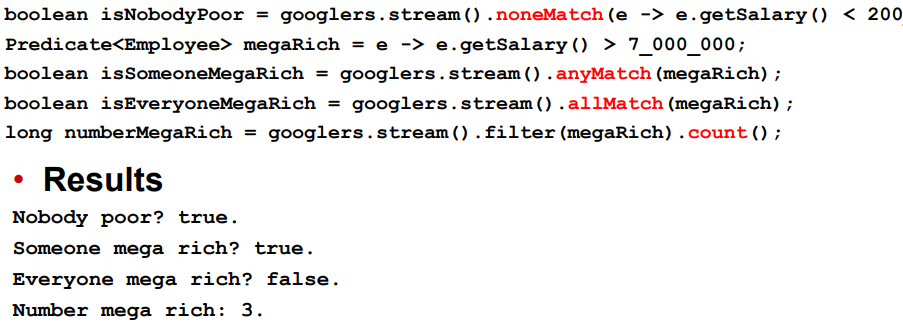 boolean isNobodyPoor = googlers.stream().noneMatch(e -> e.getSalary() < 200_
Predicate<Employee> megaRich = e -> e.getSalary() > 7_000_000;
boolean isSomeoneMegaRich = googlers.stream().anyMatch(megaRich);
boolean isEveryoneMegaRich = googlers.stream().allMatch(megaRich);
long numberMegaRich = googlers.stream().filter(megaRich).count();
• Results
Nobody poor? true.
Someone mega rich? true.
Everyone mega rich? false.
Number mega rich: 3.